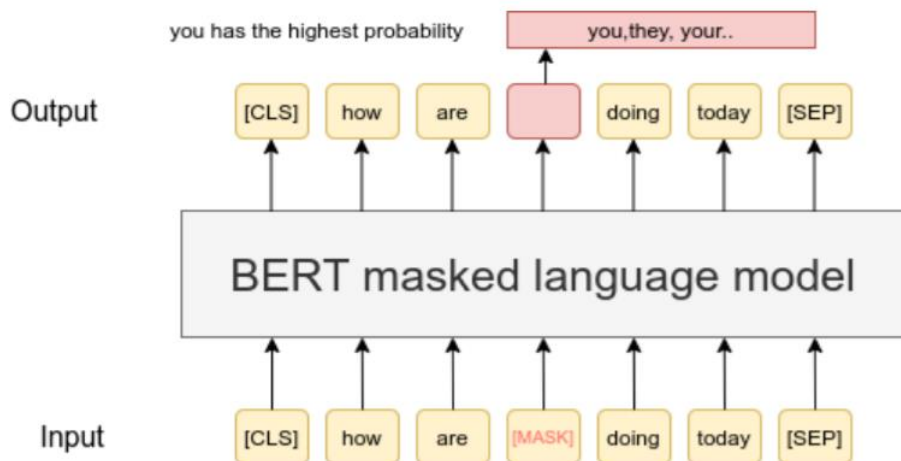 you has the highest probability you,they, your..
Output [CLS] how are doing today [SEP]
BERT masked language model
Input [CLS] how are [MASK] doing today [SEP]